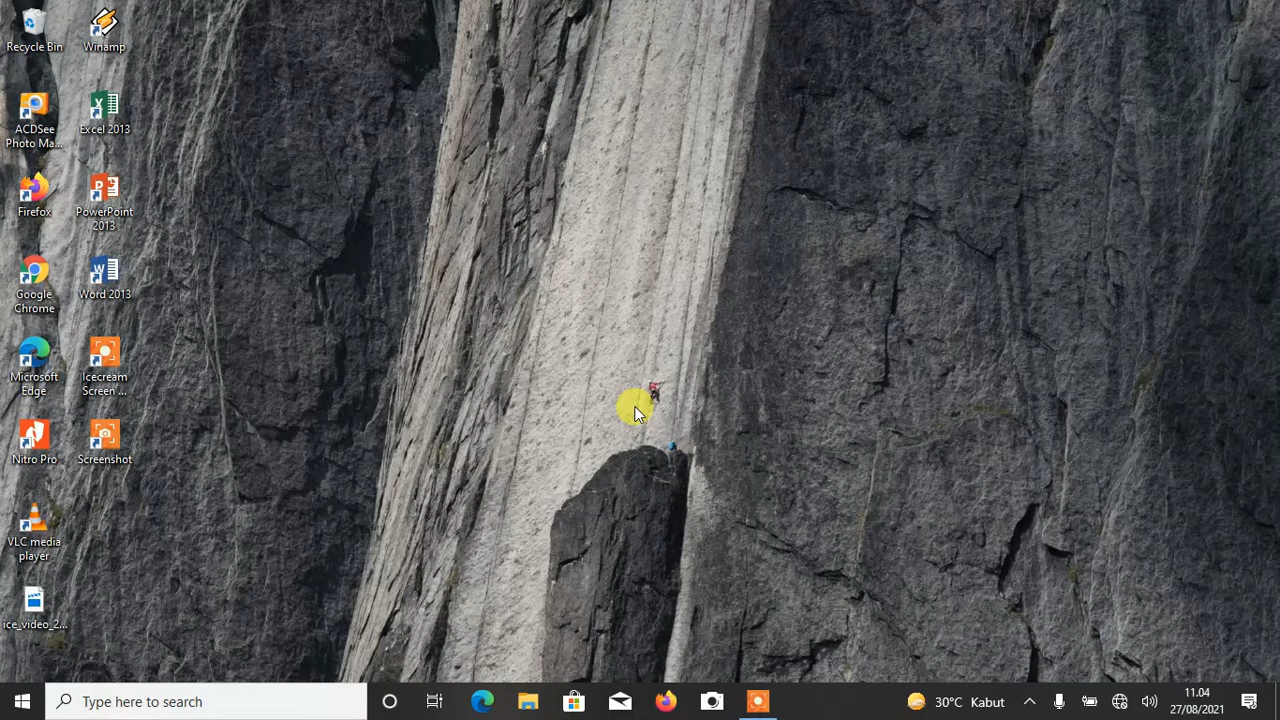 Recycle Bin
Winamp
ACDSee
Photo Ma...
Excel 2013
Firefox
PowerPoint
2013
Google
Chrome
Word 2013
Microsoft
Edge
Icecream
Screen ...
Nitro Pro
Screenshot
VLC media
player
ice_video_2...
Type here to search
30°C Kabut
11.04
27/08/2021